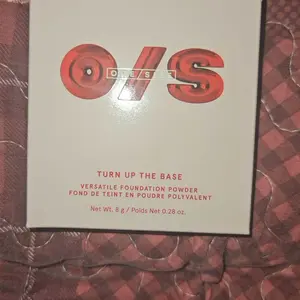 O/S
ONE/SIZE
TURN UP THE BASE
VERSATILE FOUNDATION POWDER
FOND DE TEINT EN POUDRE POLYVALENT
Net Wt. 8 g / Poids Net 0.28 oz.